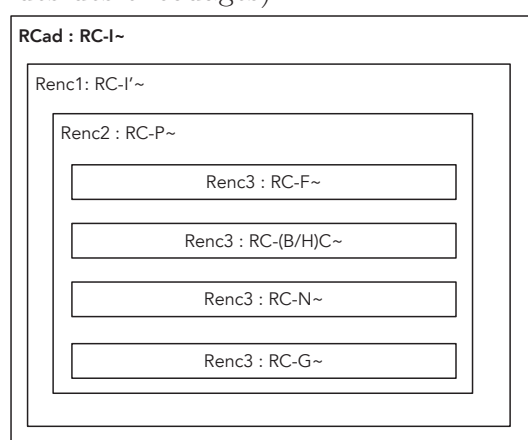 RCad : RC-I~
Renc1: RC-I’~
Renc2 : RC-P~
Renc3 : RC-F~
Renc3 : RC-(B/H)C~
Renc3 : RC-N~
Renc3 : RC-G~